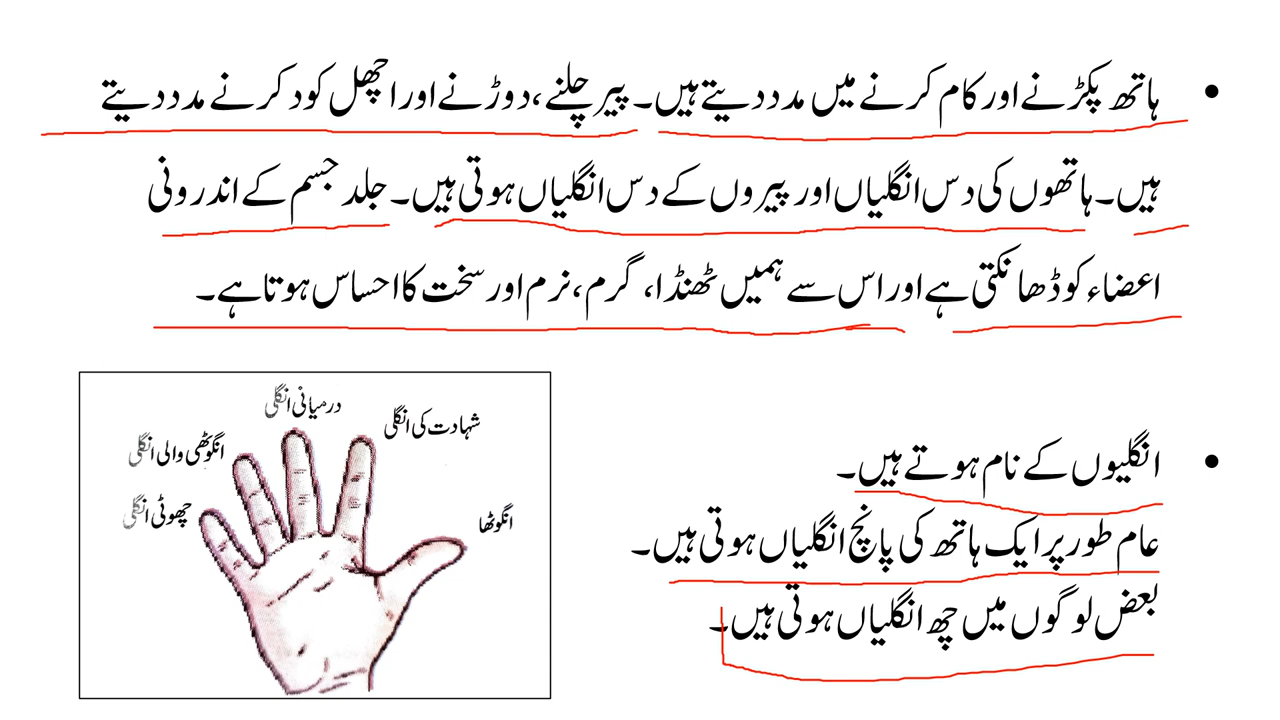 • ہاتھ پکڑنے اور کام کرنے میں مدد دیتے ہیں۔ پیر چلنے، دوڑنے اور اچھل کود کرنے مدد دیتے
ہیں۔ ہاتھوں کی دس انگلیاں اور پیروں کے دس انگلیاں ہوتی ہیں۔ جلد جسم کے اندرونی
اعضاء کو ڈھانکتی ہے اور اس سے ہمیں ٹھنڈا، گرم، نرم اور سخت کا احساس ہوتا ہے۔
• انگلیوں کے نام ہوتے ہیں۔
عام طور پر ایک ہاتھ کی پانچ انگلیاں ہوتی ہیں۔
بعض لوگوں میں چھ انگلیاں ہوتی ہیں۔
درمیانی انگلی
شہادت کی انگلی
انگوٹھی والی انگلی
چھوٹی انگلی
انگوٹھا